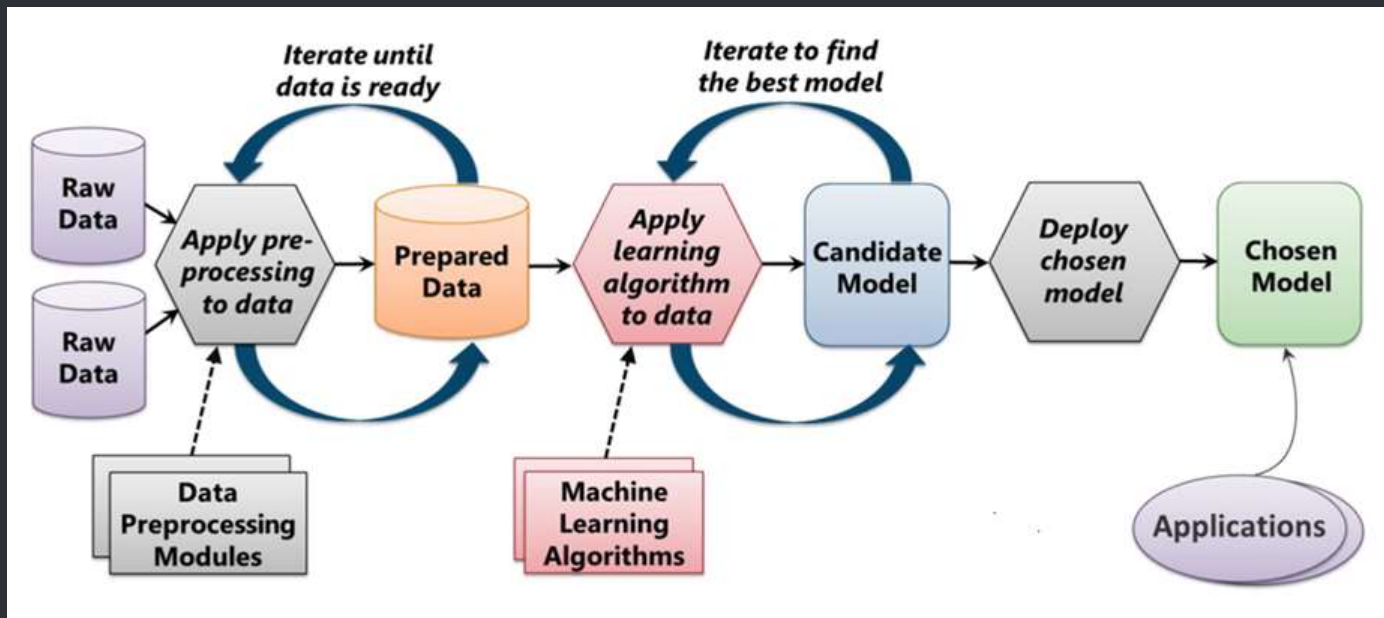 Iterate until
data is ready
Iterate to find
the best model
Raw
Data
Raw
Data
Apply pre-
processing
to data
Prepared
Data
Apply
learning
algorithm
to data
Candidate
Model
Deploy
chosen
model
Chosen
Model
Data
Preprocessing
Modules
Machine
Learning
Algorithms
Applications